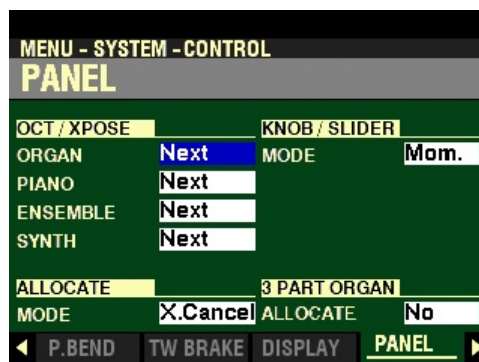 MENU - SYSTEM - CONTROL
PANEL
OCT / XPOSE
ORGAN Next
PIANO Next
ENSEMBLE Next
SYNTH Next
KNOB / SLIDER
MODE Mom.
ALLOCATE
MODE X.Cancel
3 PART ORGAN
ALLOCATE No
P.BEND TW BRAKE DISPLAY PANEL